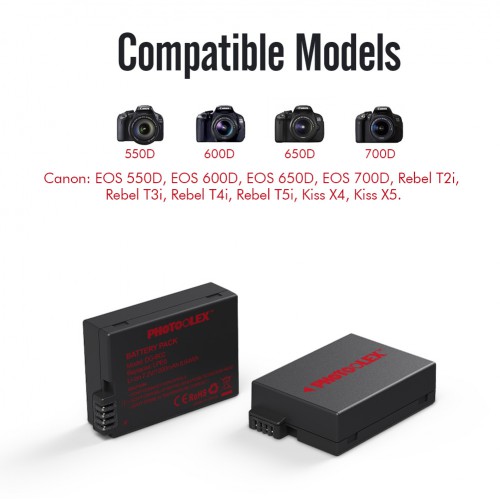 Compatible Models
550D
600D
650D
700D
Canon: EOS 550D, EOS 600D, EOS 650D, EOS 700D, Rebel T2i,
Rebel T3i, Rebel T4i, Rebel T5i, Kiss X4, Kiss X5.
PHOTOOLEX
BATTERY PACK
PHOTOOLEX